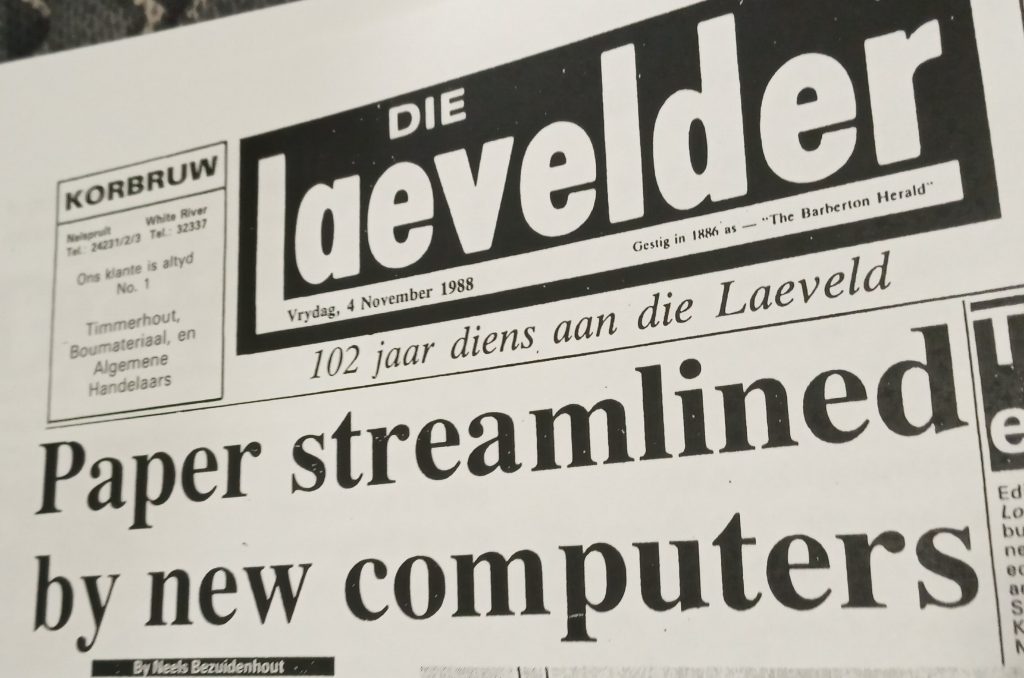 KORBRUW
Nelspruit White River
Tel.: 24231/2/3 Tel.: 32337
Ons klante is altyd
No. 1
Timmerhout,
Boumateriaal, en
Algemene
Handelaars
DIE
Laevelder
Vrydag, 4 November 1988
Gestig in 1886 as — "The Barberton Herald"
102 jaar diens aan die Laeveld
Paper streamlined
by new computers
By Neels Bezuidenhout